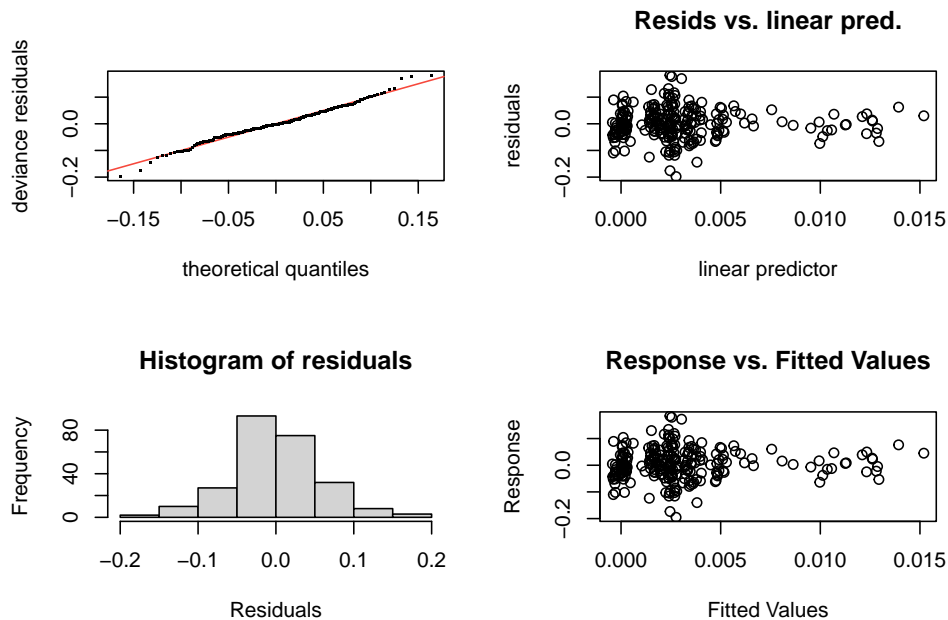 deviance residuals
0.0
−0.2
−0.15
−0.05
0.05
0.15
theoretical quantiles
Resids vs. linear pred.
residuals
0.0
−0.2
0.000
0.005
0.010
0.015
linear predictor
Histogram of residuals
Frequency
80
40
0
−0.2
−0.1
0.0
0.1
0.2
Residuals
Response vs. Fitted Values
Response
0.0
−0.2
0.000
0.005
0.010
0.015
Fitted Values